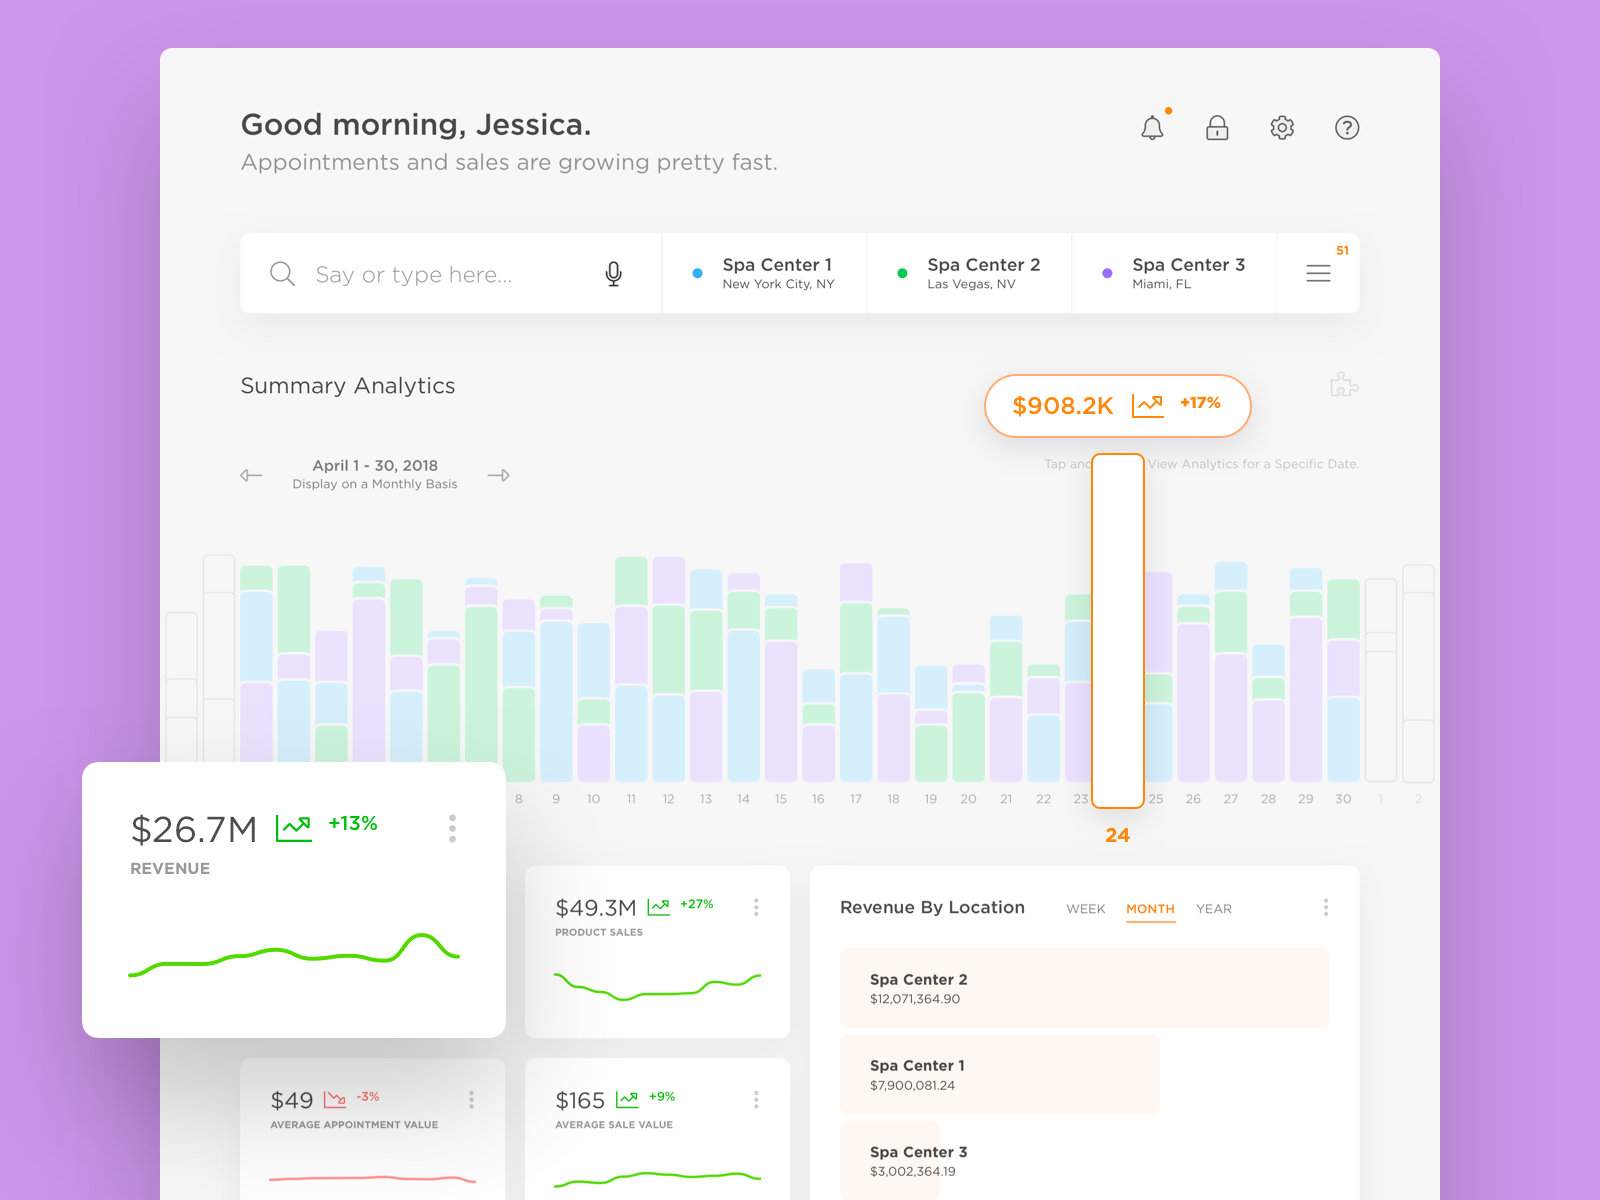 Good morning, Jessica.
Appointments and sales are growing pretty fast.
Say or type here...
Spa Center 1
New York City, NY
Spa Center 2
Las Vegas, NV
Spa Center 3
Miami, FL
51
Summary Analytics
$908.2K +17%
April 1 - 30, 2018
Display on a Monthly Basis
Tap and View Analytics for a Specific Date.
8 9 10 11 12 13 14 15 16 17 18 19 20 21 22 23 25 26 27 28 29 30 1 2
24
$26.7M +13%
REVENUE
$49.3M +27%
PRODUCT SALES
$49 -3%
AVERAGE APPOINTMENT VALUE
$165 +9%
AVERAGE SALE VALUE
Revenue By Location WEEK MONTH YEAR
Spa Center 2
$12,071,364.90
Spa Center 1
$7,900,081.24
Spa Center 3
$3,002,364.19